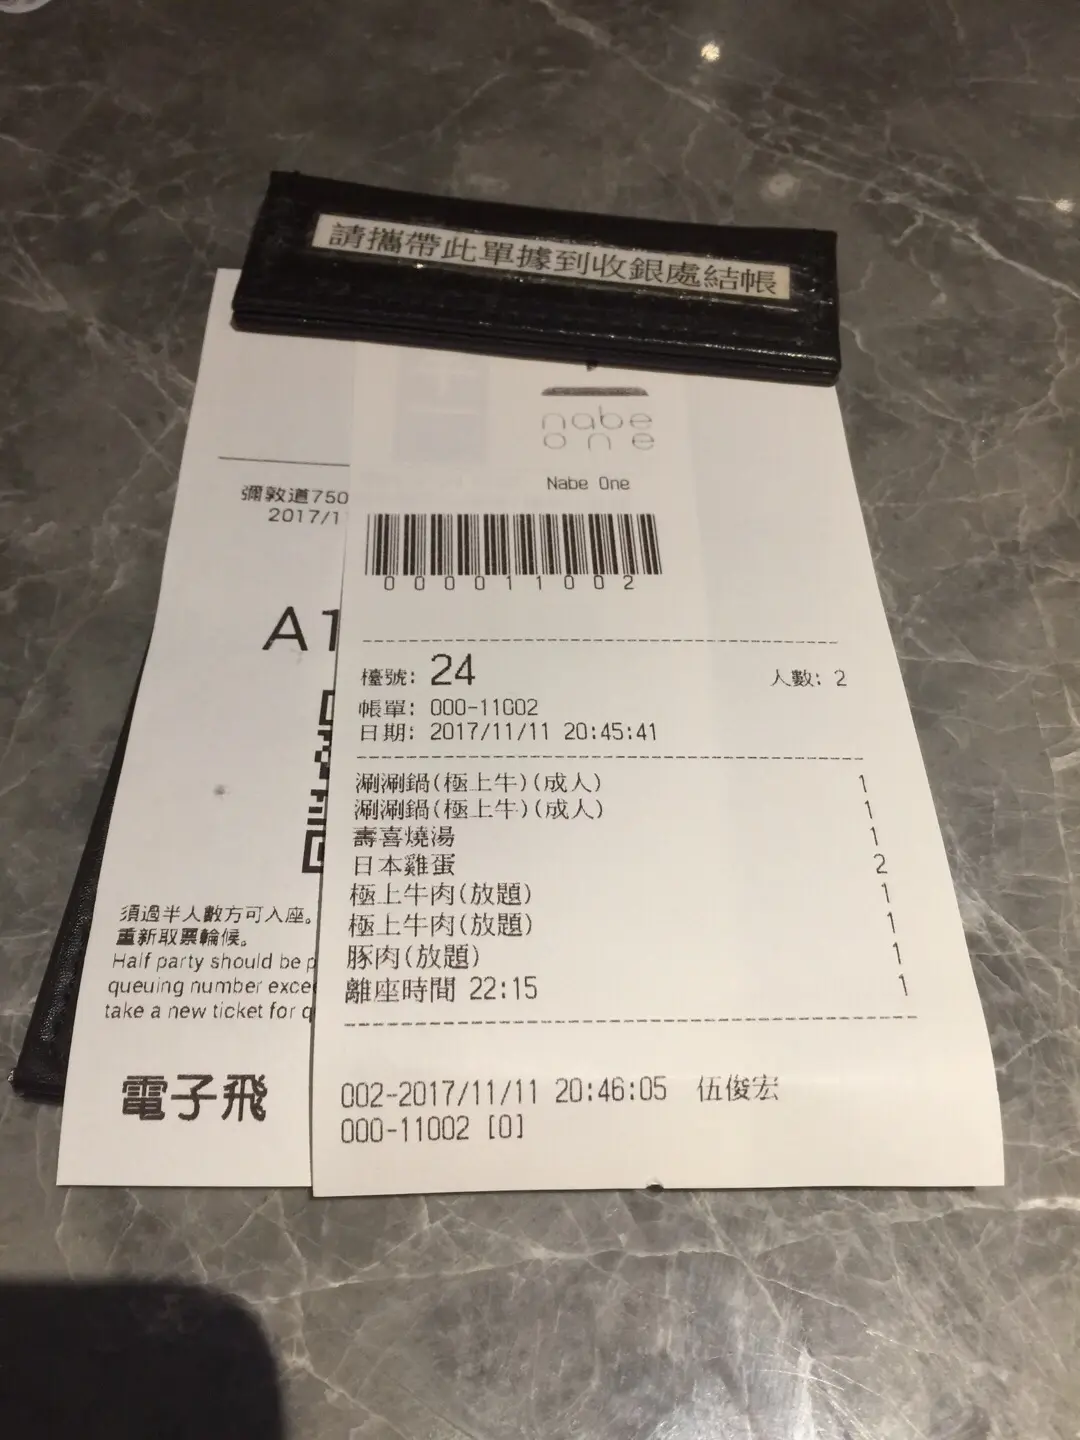 請攜帶此單據到收銀處結帳
nabe
one
Nabe One
000011002
檯號: 24 人數: 2
帳單: 000-11002
日期: 2017/11/11 20:45:41
涮涮鍋(極上牛)(成人) 1
涮涮鍋(極上牛)(成人) 1
壽喜燒湯 1
日本雞蛋 2
極上牛肉(放題) 1
極上牛肉(放題) 1
豚肉(放題) 1
離座時間 22:15 1
002-2017/11/11 20:46:05 伍俊宏
000-11002 [0]
彌敦道750
2017/1
A1
須過半人數方可入座。
重新取票輪候。
Half party should be p
queuing number excee
take a new ticket for q
電子飛